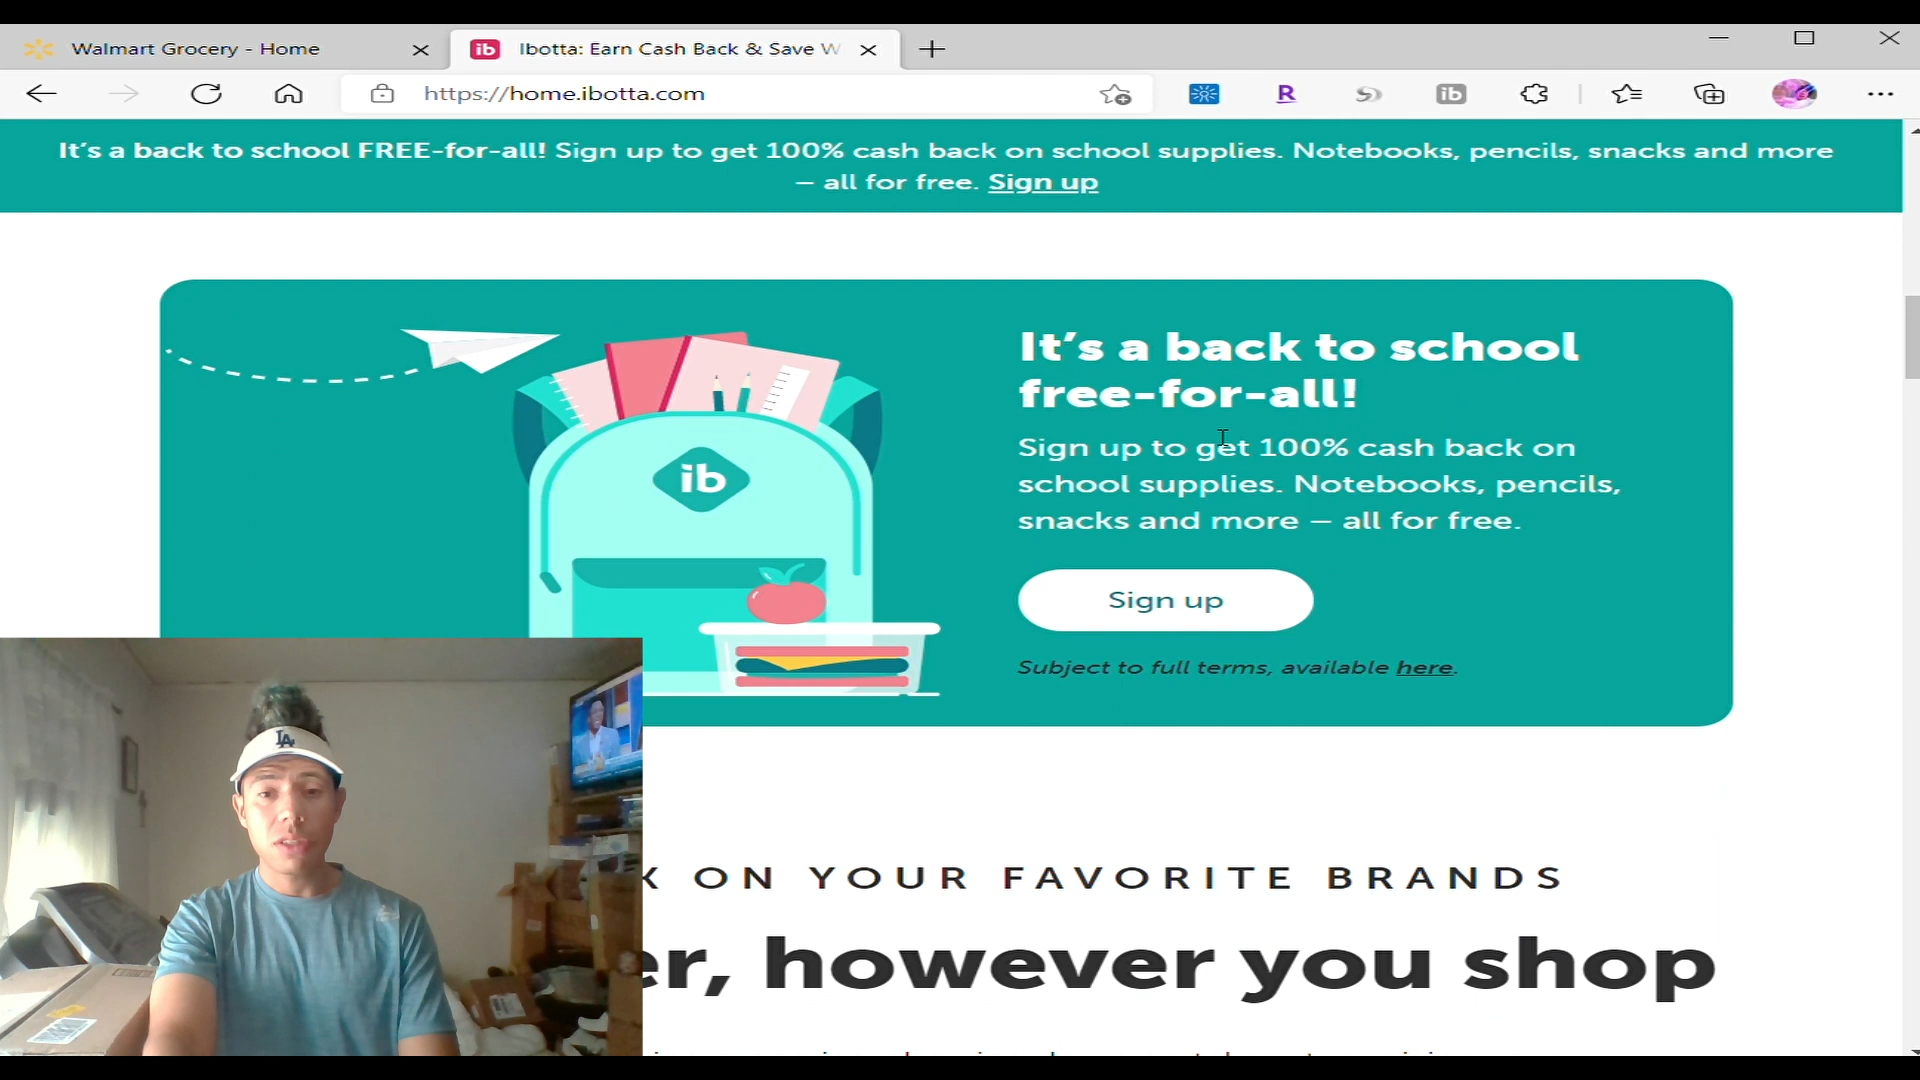 Walmart Grocery - Home
ib Ibotta: Earn Cash Back & Save W
https://home.ibotta.com
R
ib
It's a back to school FREE-for-all! Sign up to get 100% cash back on school supplies. Notebooks, pencils, snacks and more
– all for free. Sign up
ib
It's a back to school
free-for-all!
Sign up to get 100% cash back on
school supplies. Notebooks, pencils,
snacks and more – all for free.
Sign up
Subject to full terms, available here.
LA
K ON YOUR FAVORITE BRANDS
er, however you shop